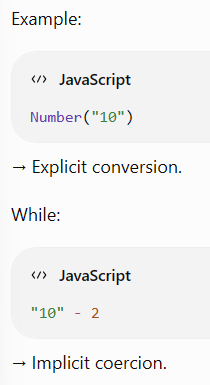 Example:
</> JavaScript
Number("10")
→ Explicit conversion.
While:
</> JavaScript
"10" - 2
→ Implicit coercion.